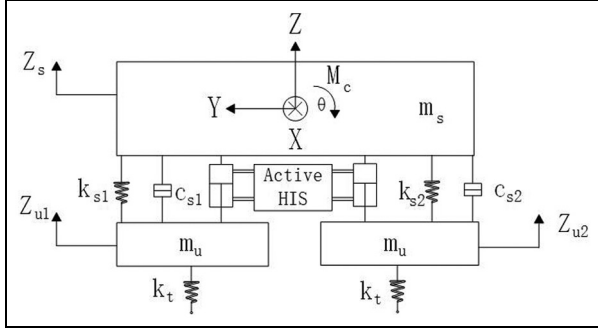 Z
Z_s
M_c
Y
θ
m_s
X
k_s1
c_s1
Active
HIS
k_s2
c_s2
Z_u1
Z_u2
m_u
m_u
k_t
k_t